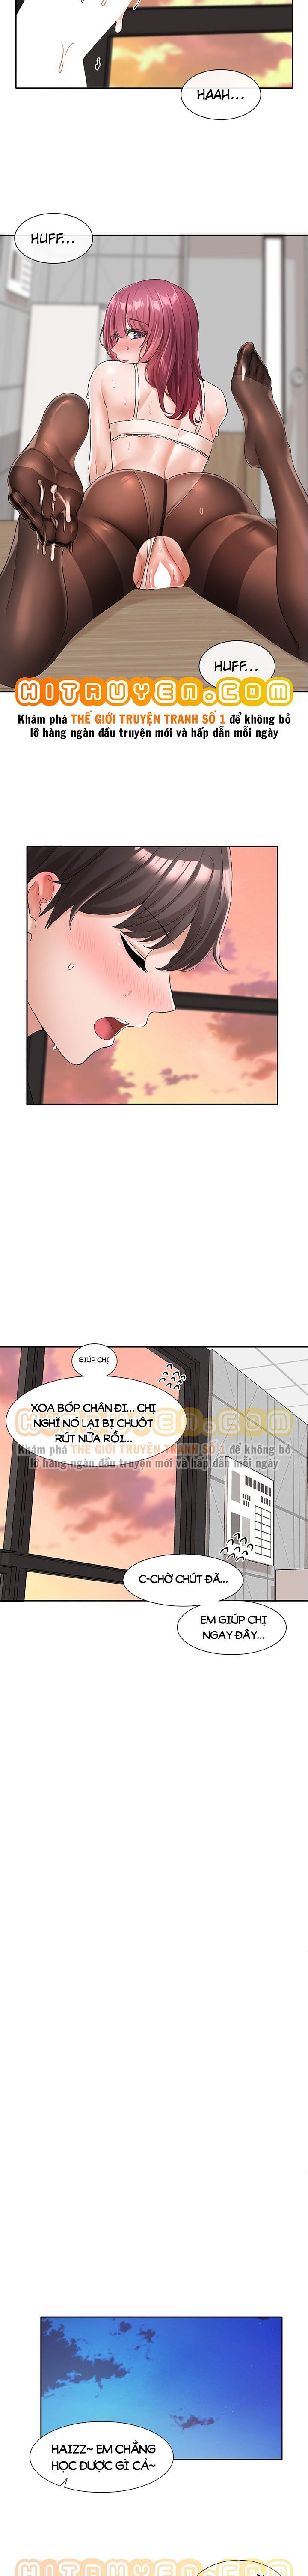 HAAH...
HUFF...
HUFF...
HITRUYEN.COM
Khám phá THẾ GIỚI TRUYỆN TRANH SỐ 1 để không bỏ
lỡ hàng ngàn đầu truyện mới và hấp dẫn mỗi ngày
GIÚP CHỊ
XOA BÓP CHÂN ĐI... CHỊ
NGHĨ NÓ LẠI BỊ CHUỘT
RÚT NỮA RỒI...
HITRUYEN.COM
Khám phá THẾ GIỚI TRUYỆN TRANH SỐ 1 để không bỏ
lỡ hàng ngàn đầu truyện mới và hấp dẫn mỗi ngày
C-CHỜ CHÚT ĐÃ...
EM GIÚP CHỊ
NGAY ĐÂY...
HAIZZ~ EM CHẲNG
HỌC ĐƯỢC GÌ CẢ~
HITRUYEN.COM